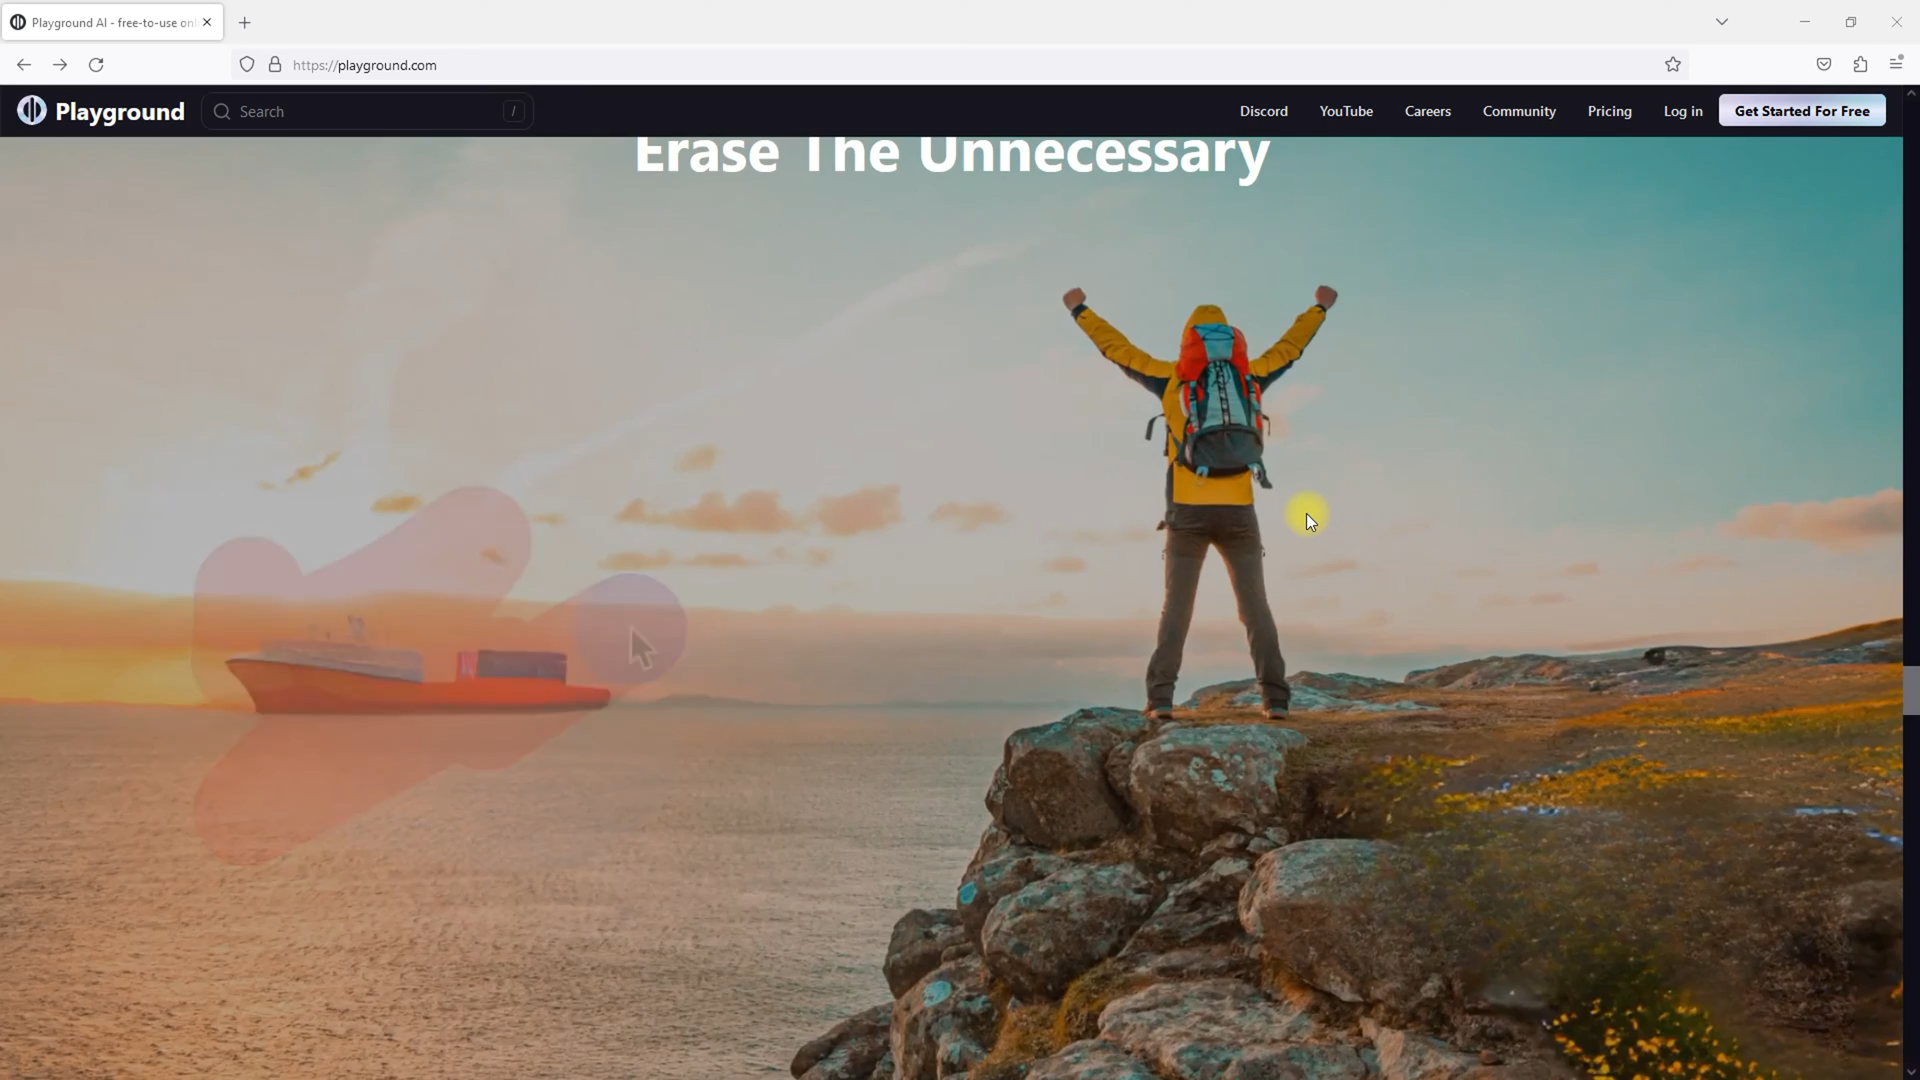 Playground AI - free-to-use onl
https://playground.com
Playground
Search
/
Discord
YouTube
Careers
Community
Pricing
Log in
Get Started For Free
Erase The Unnecessary